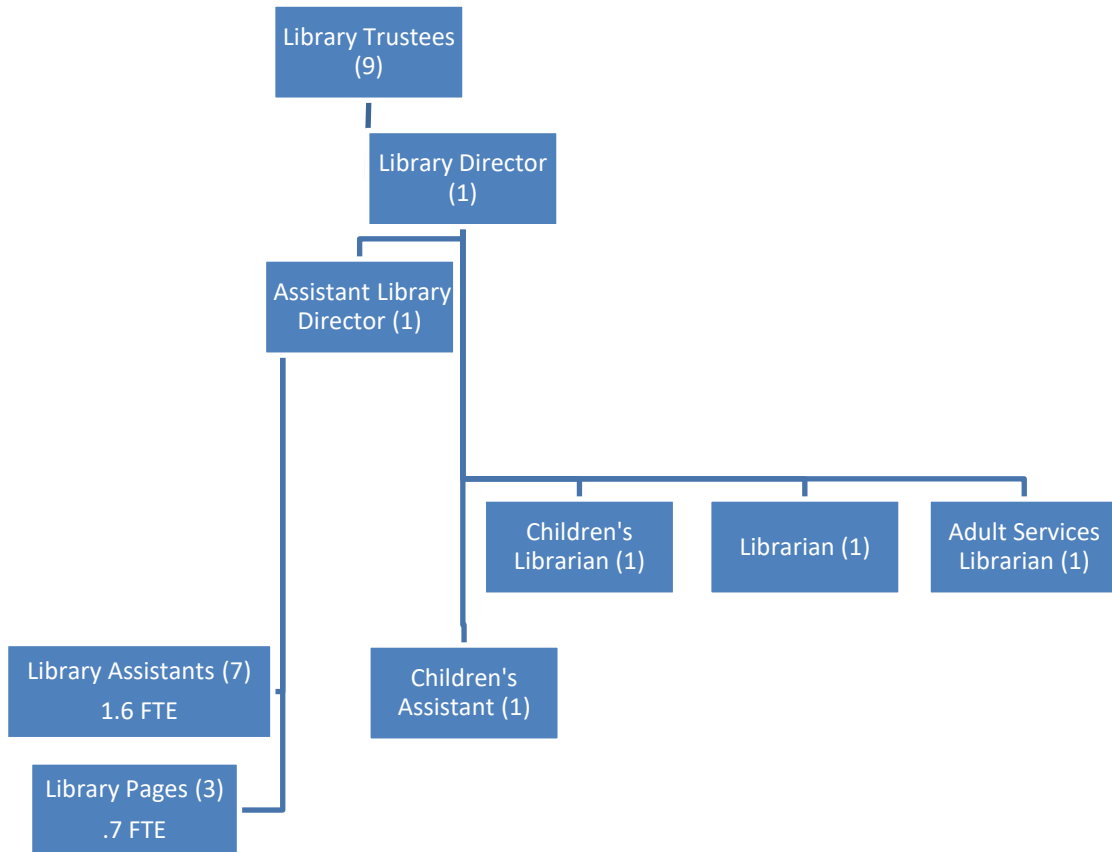 Library Trustees
(9)
Library Director
(1)
Assistant Library
Director (1)
Children's
Librarian (1)
Librarian (1)
Adult Services
Librarian (1)
Library Assistants (7)
1.6 FTE
Children's
Assistant (1)
Library Pages (3)
.7 FTE